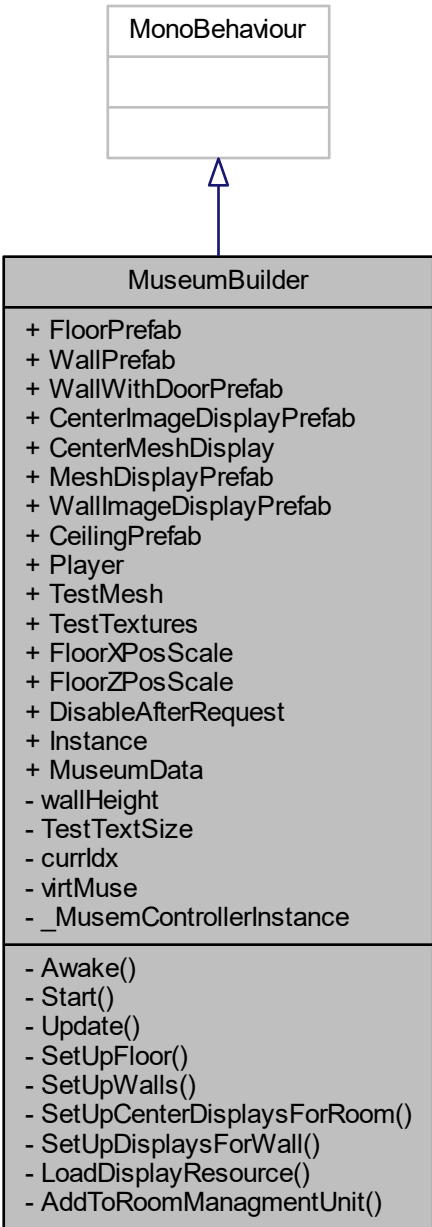 MonoBehaviour
MuseumBuilder
+ FloorPrefab
+ WallPrefab
+ WallWithDoorPrefab
+ CenterImageDisplayPrefab
+ CenterMeshDisplay
+ MeshDisplayPrefab
+ WallImageDisplayPrefab
+ CeilingPrefab
+ Player
+ TestMesh
+ TestTextures
+ FloorXPosScale
+ FloorZPosScale
+ DisableAfterRequest
+ Instance
+ MuseumData
- wallHeight
- TestTextSize
- currIdx
- virtMuse
- _MusemControllerInstance
- Awake()
- Start()
- Update()
- SetUpFloor()
- SetUpWalls()
- SetUpCenterDisplaysForRoom()
- SetUpDisplaysForWall()
- LoadDisplayResource()
- AddToRoomManagmentUnit()